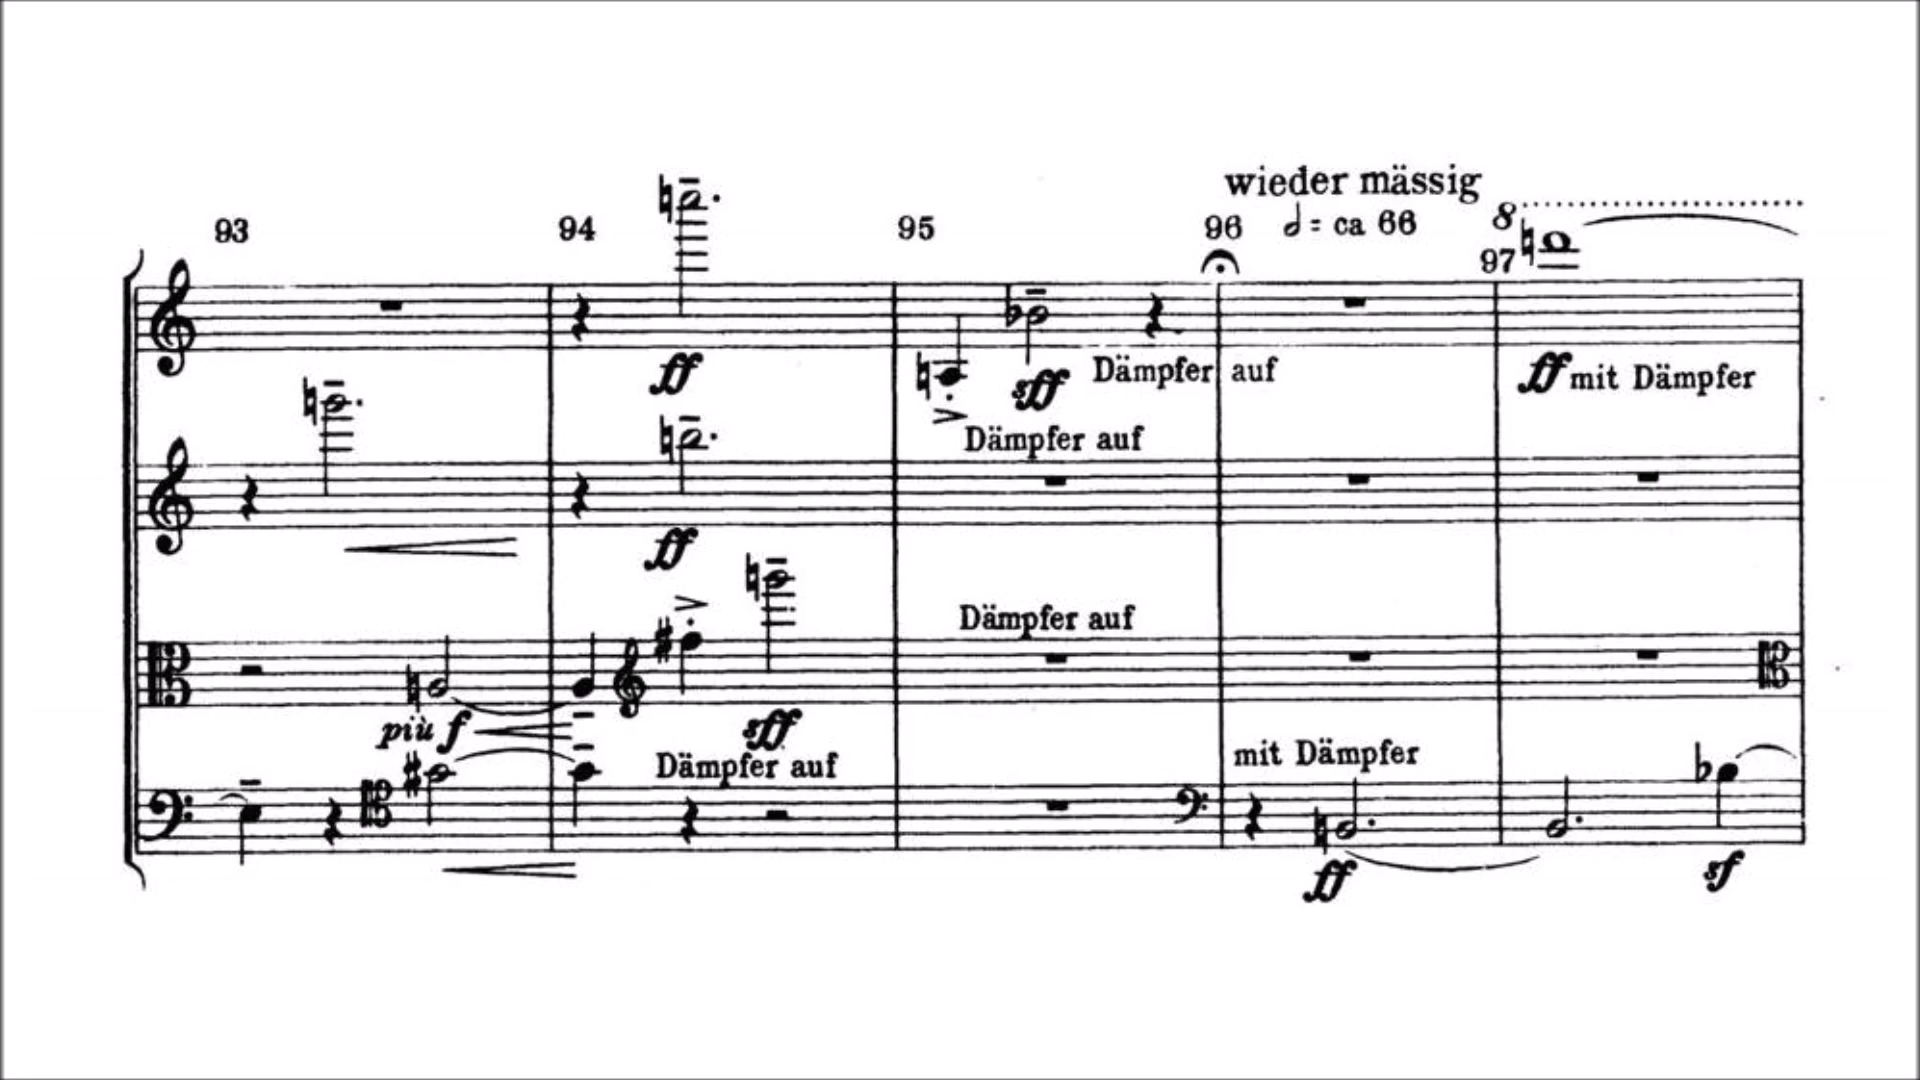 wieder mässig
93 94 95 96 𝅗𝅥 = ca 66 8
97
ff sff Dämpfer auf ff mit Dämpfer
Dämpfer auf
ff
Dämpfer auf
più f sff
Dämpfer auf mit Dämpfer
ff sf